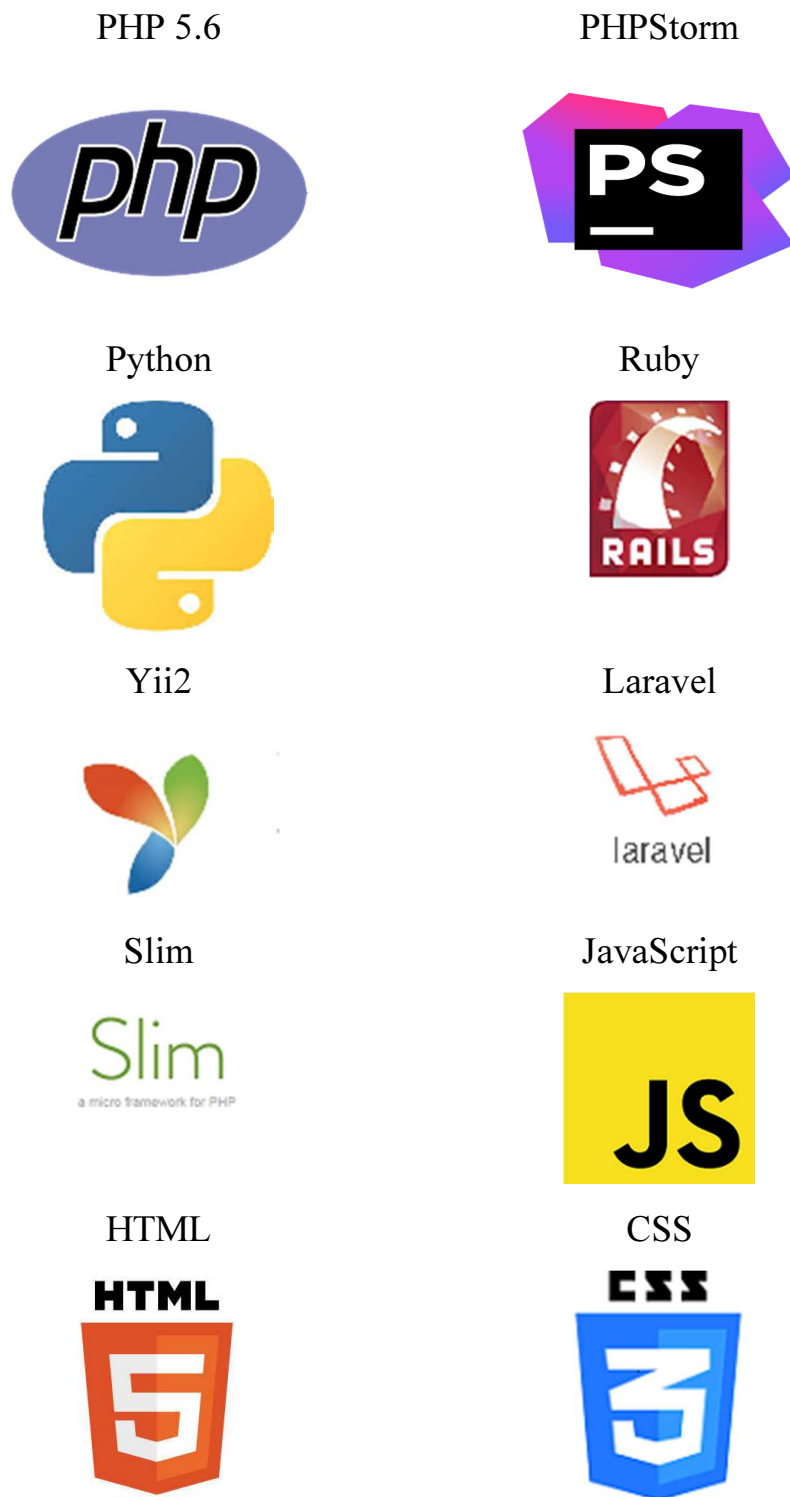 PHP 5.6
PHPStorm
php
PS
Python
Ruby
RAILS
Yii2
Laravel
laravel
Slim
JavaScript
Slim
a micro framework for PHP
JS
HTML
CSS
HTML
CSS
5
3